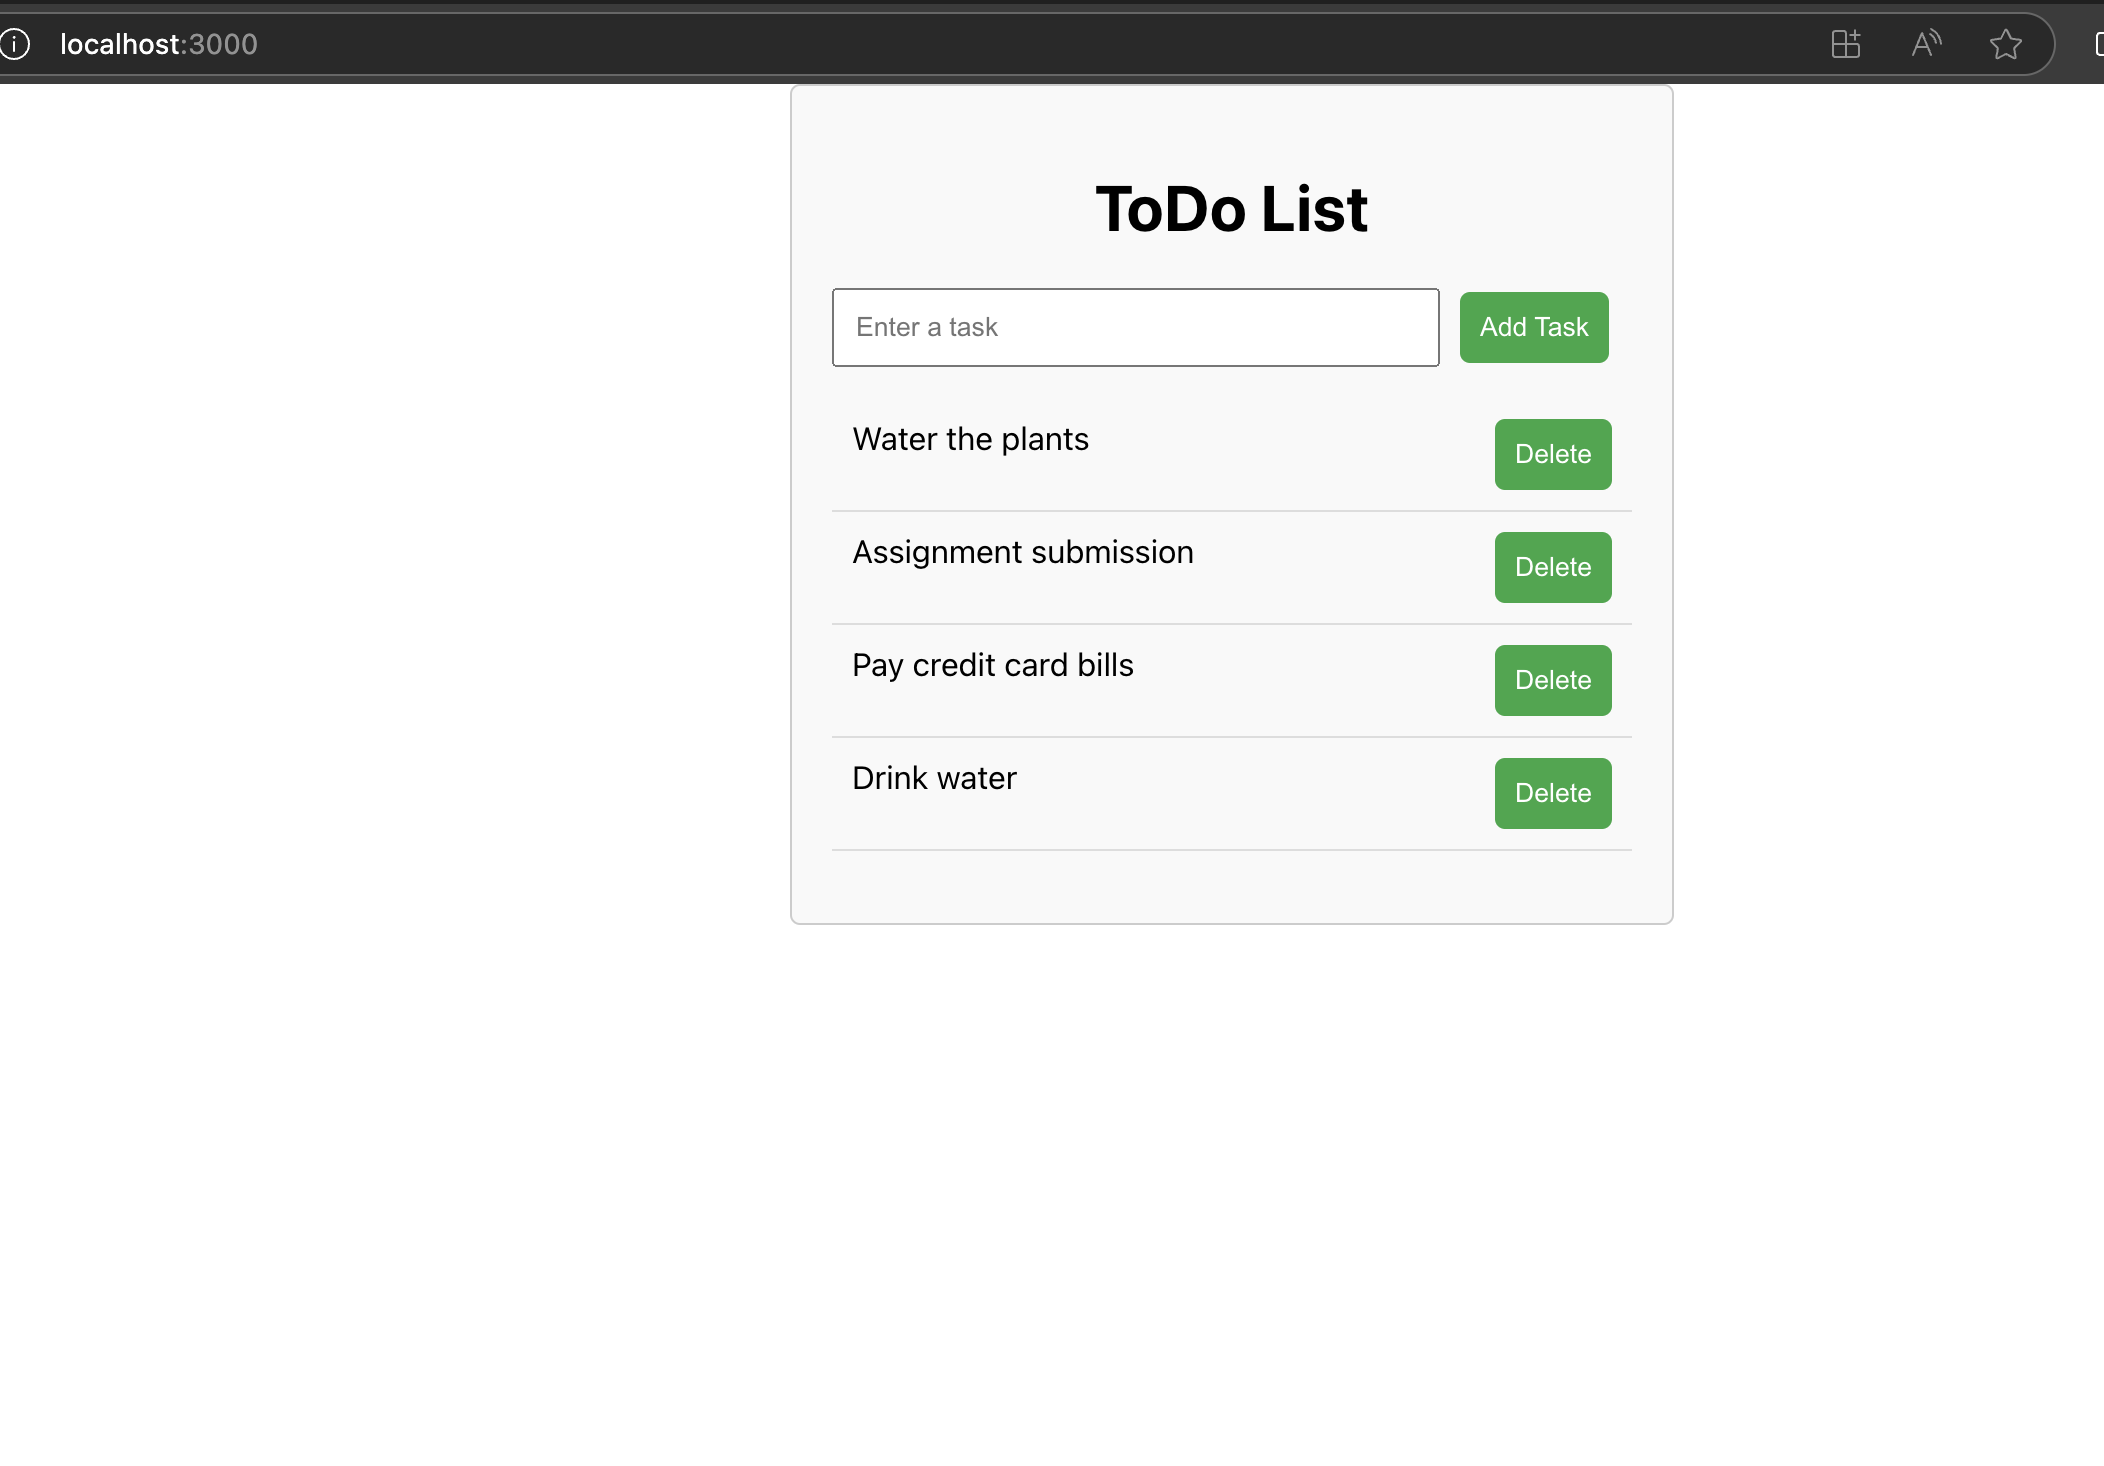 localhost:3000
ToDo List
Enter a task
Add Task
Water the plants
Delete
Assignment submission
Delete
Pay credit card bills
Delete
Drink water
Delete